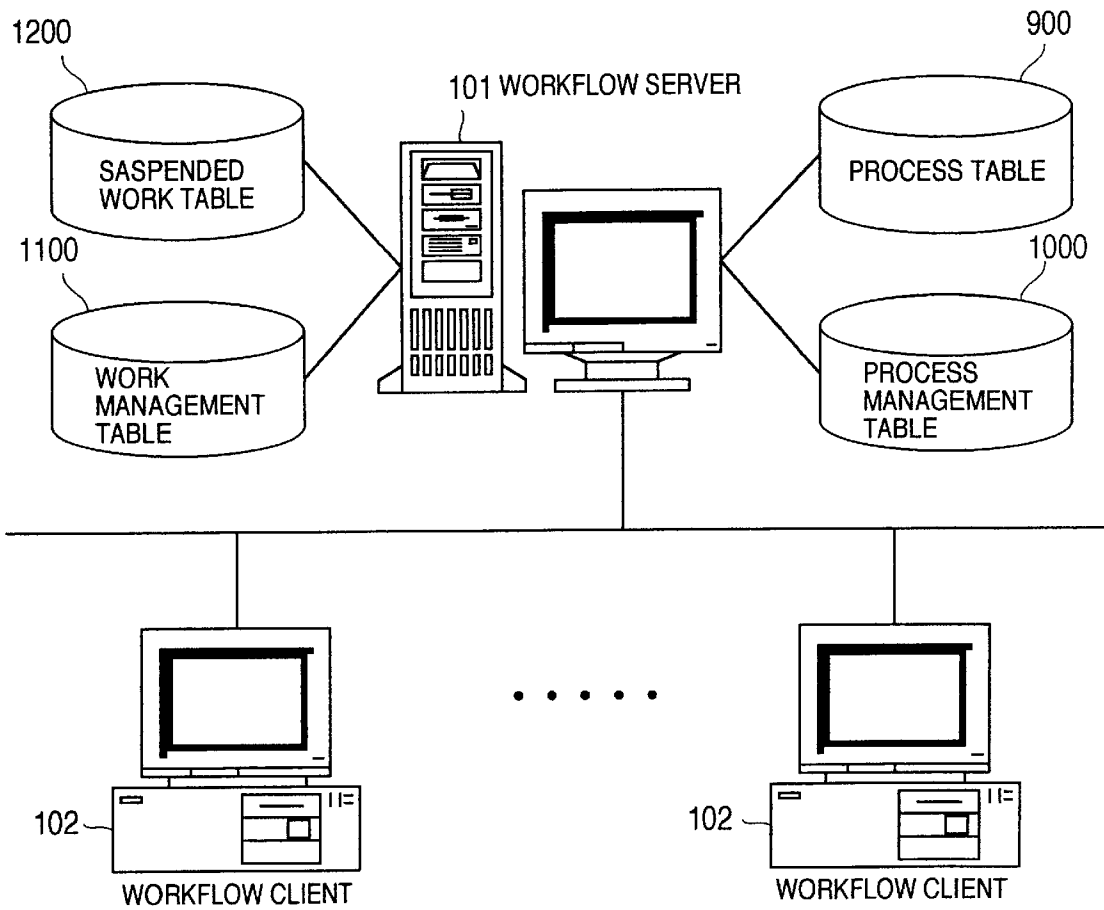 1200
900
101 WORKFLOW SERVER
SASPENDED
WORK TABLE
PROCESS TABLE
1100
1000
WORK
MANAGEMENT
TABLE
PROCESS
MANAGEMENT
TABLE
102
102
WORKFLOW CLIENT
WORKFLOW CLIENT